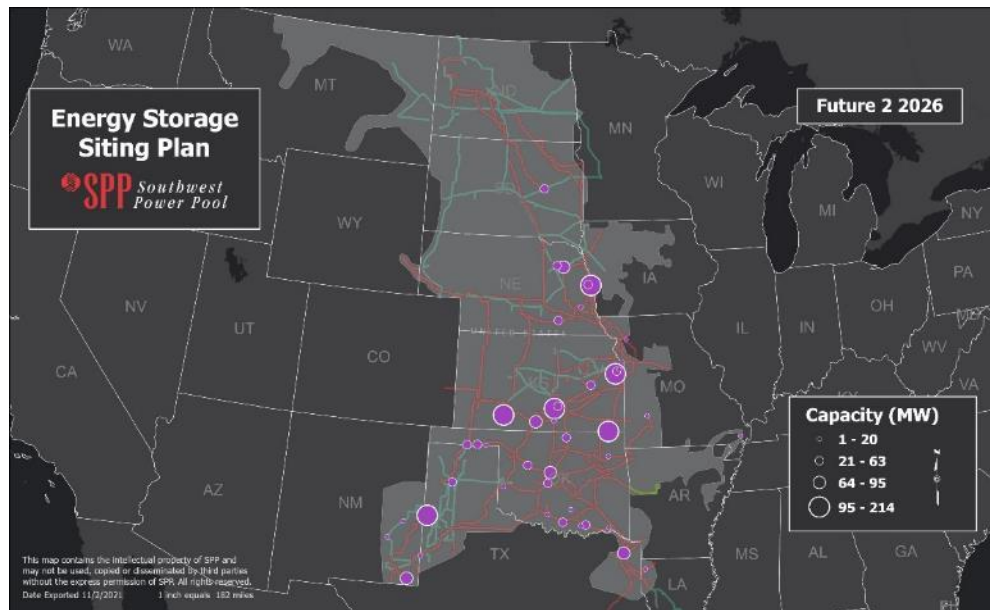 WA
MT
ND
MN
Energy Storage
Siting Plan
SPP Southwest
Power Pool
Future 2 2026
WI
MI
NY
WY
IA
NE
PA
NV
UT
CO
IL
IN
OH
MD
WV
UNITED STATES
KS
MO
KY
VA
CA
AZ
NM
OK
AR
TX
LA
MS
AL
GA
Capacity (MW)
1 - 20
21 - 63
64 - 95
95 - 214
N
This map contains the intellectual property of SPP and
may not be used, copied or disseminated by third parties
without the express permission of SPP. All rights reserved.
Date Exported 11/2/2021 1 inch equals 182 miles